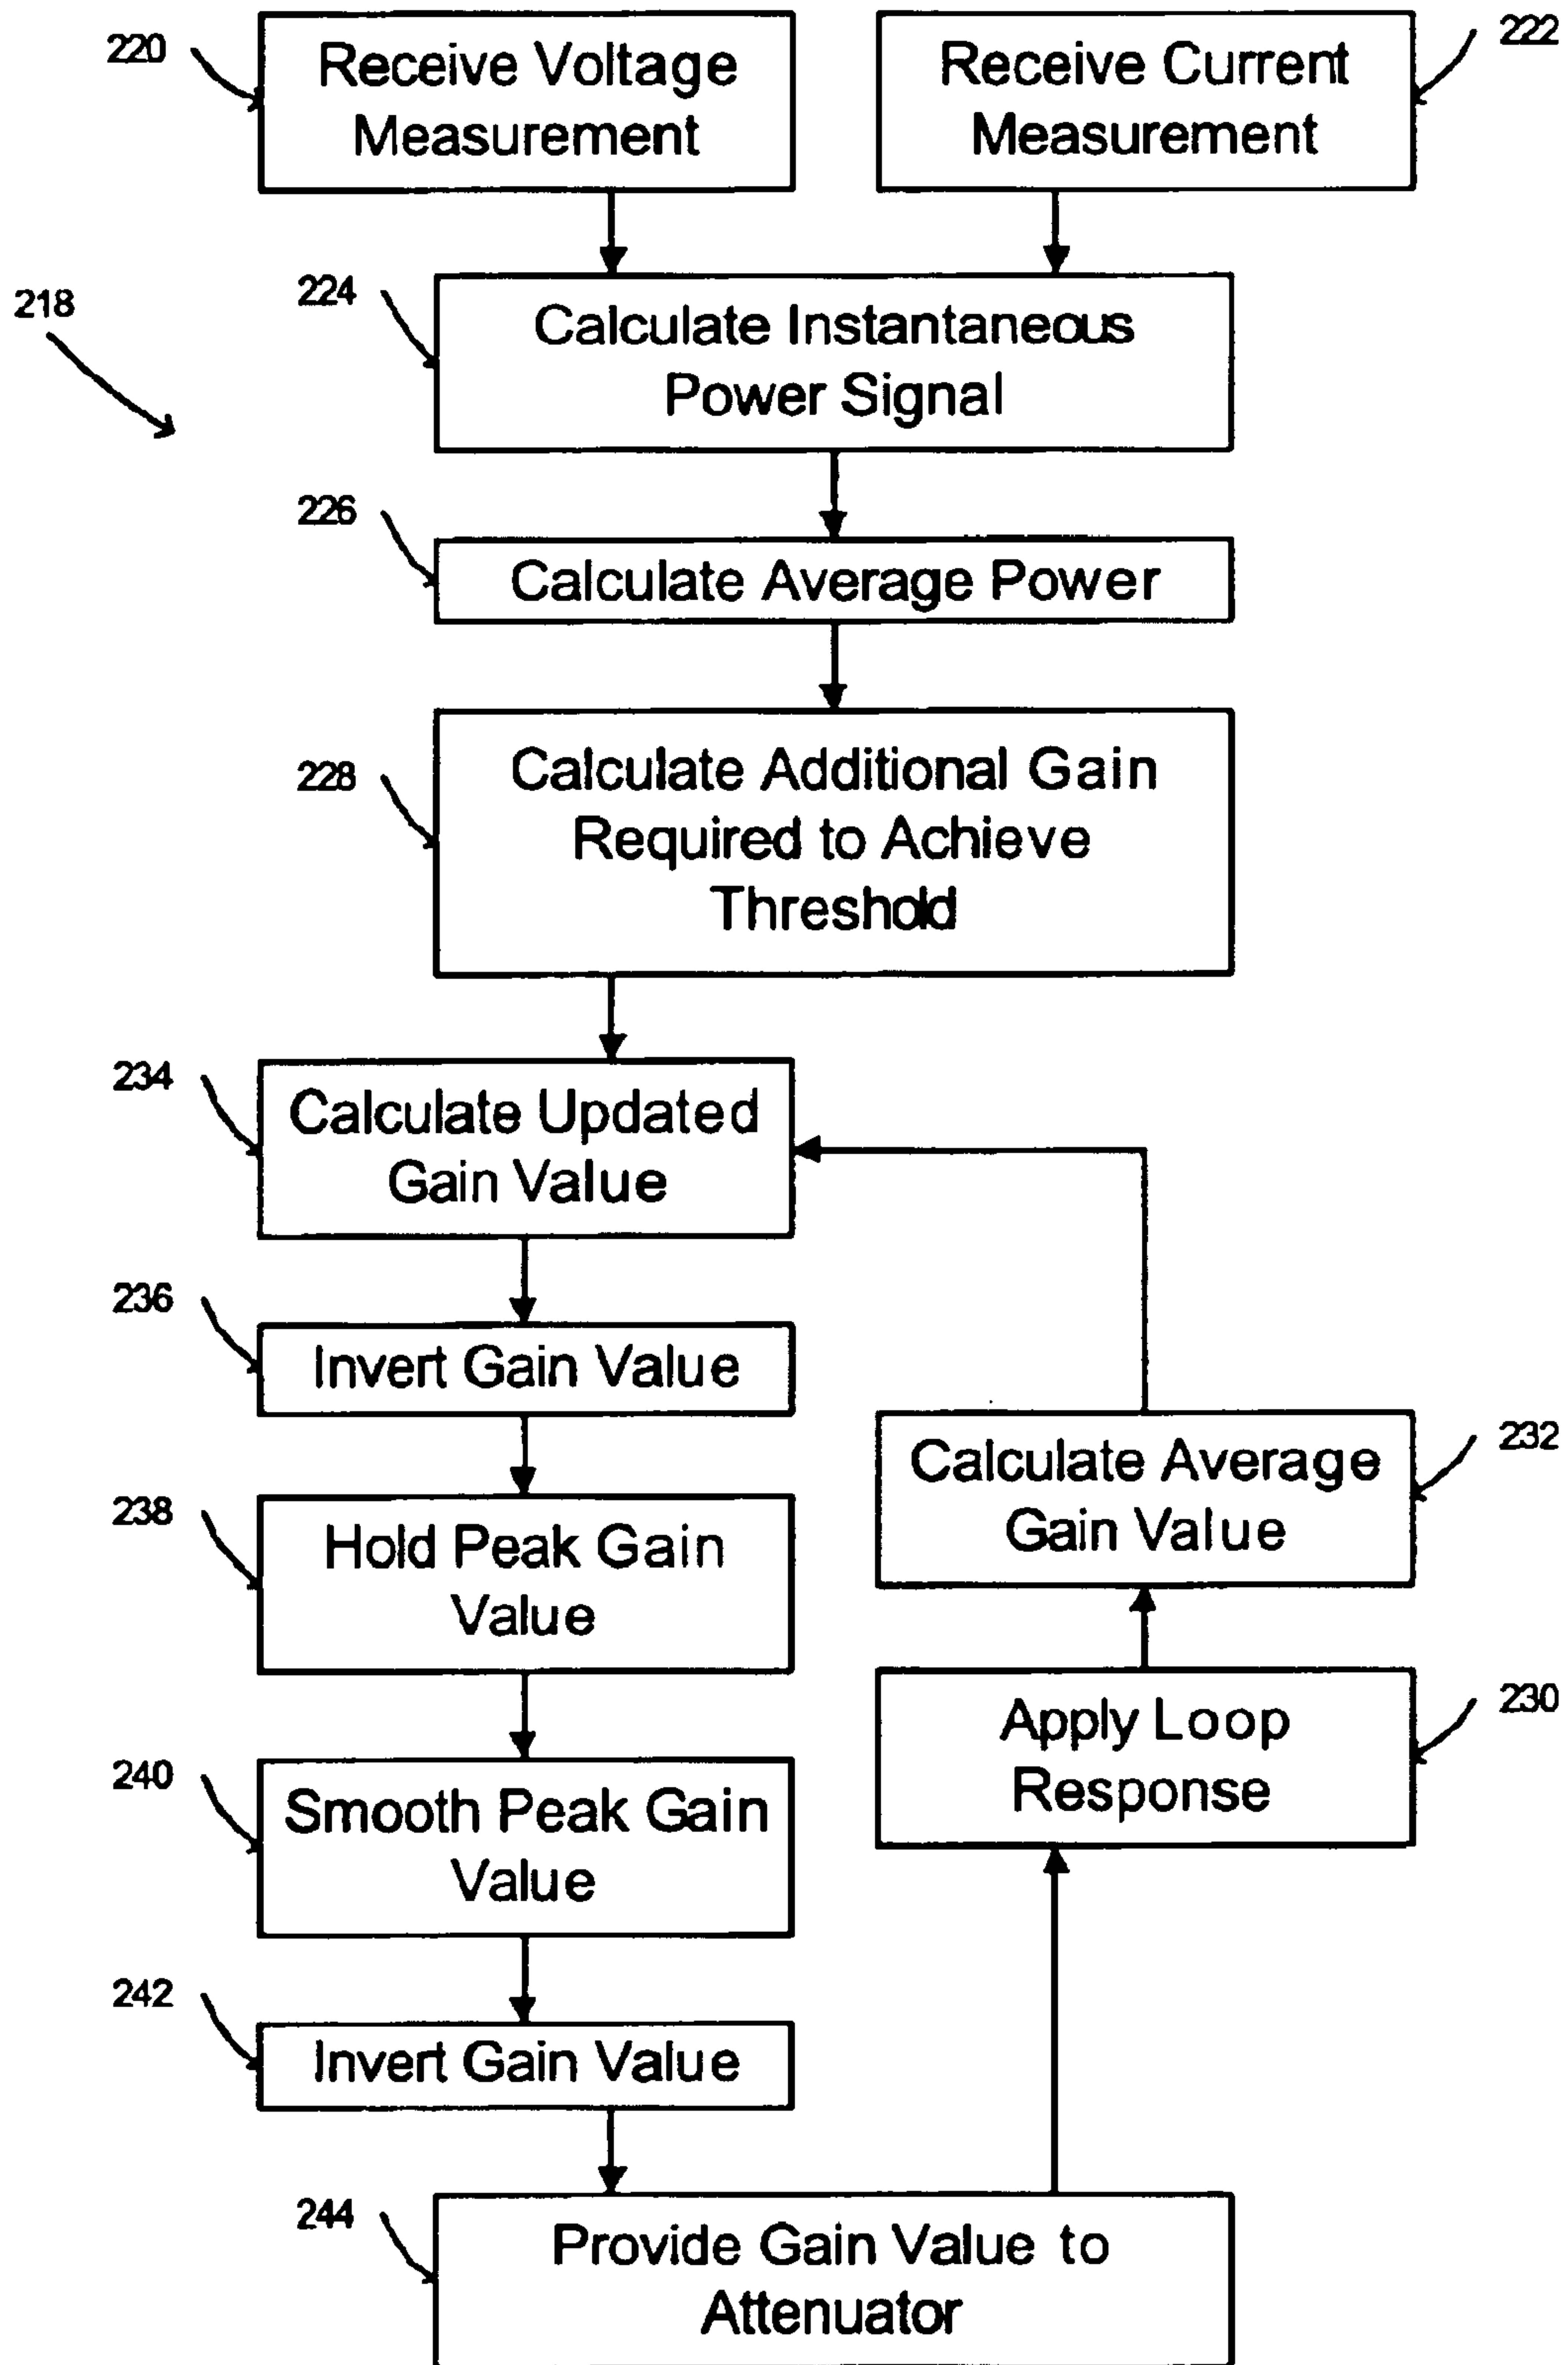 220
Receive Voltage
Measurement
Receive Current
Measurement
222
218
224
Calculate Instantaneous
Power Signal
226
Calculate Average Power
228
Calculate Additional Gain
Required to Achieve
Threshold
234
Calculate Updated
Gain Value
236
Invert Gain Value
232
Calculate Average
Gain Value
238
Hold Peak Gain
Value
230
Apply Loop
Response
240
Smooth Peak Gain
Value
242
Invert Gain Value
244
Provide Gain Value to
Attenuator